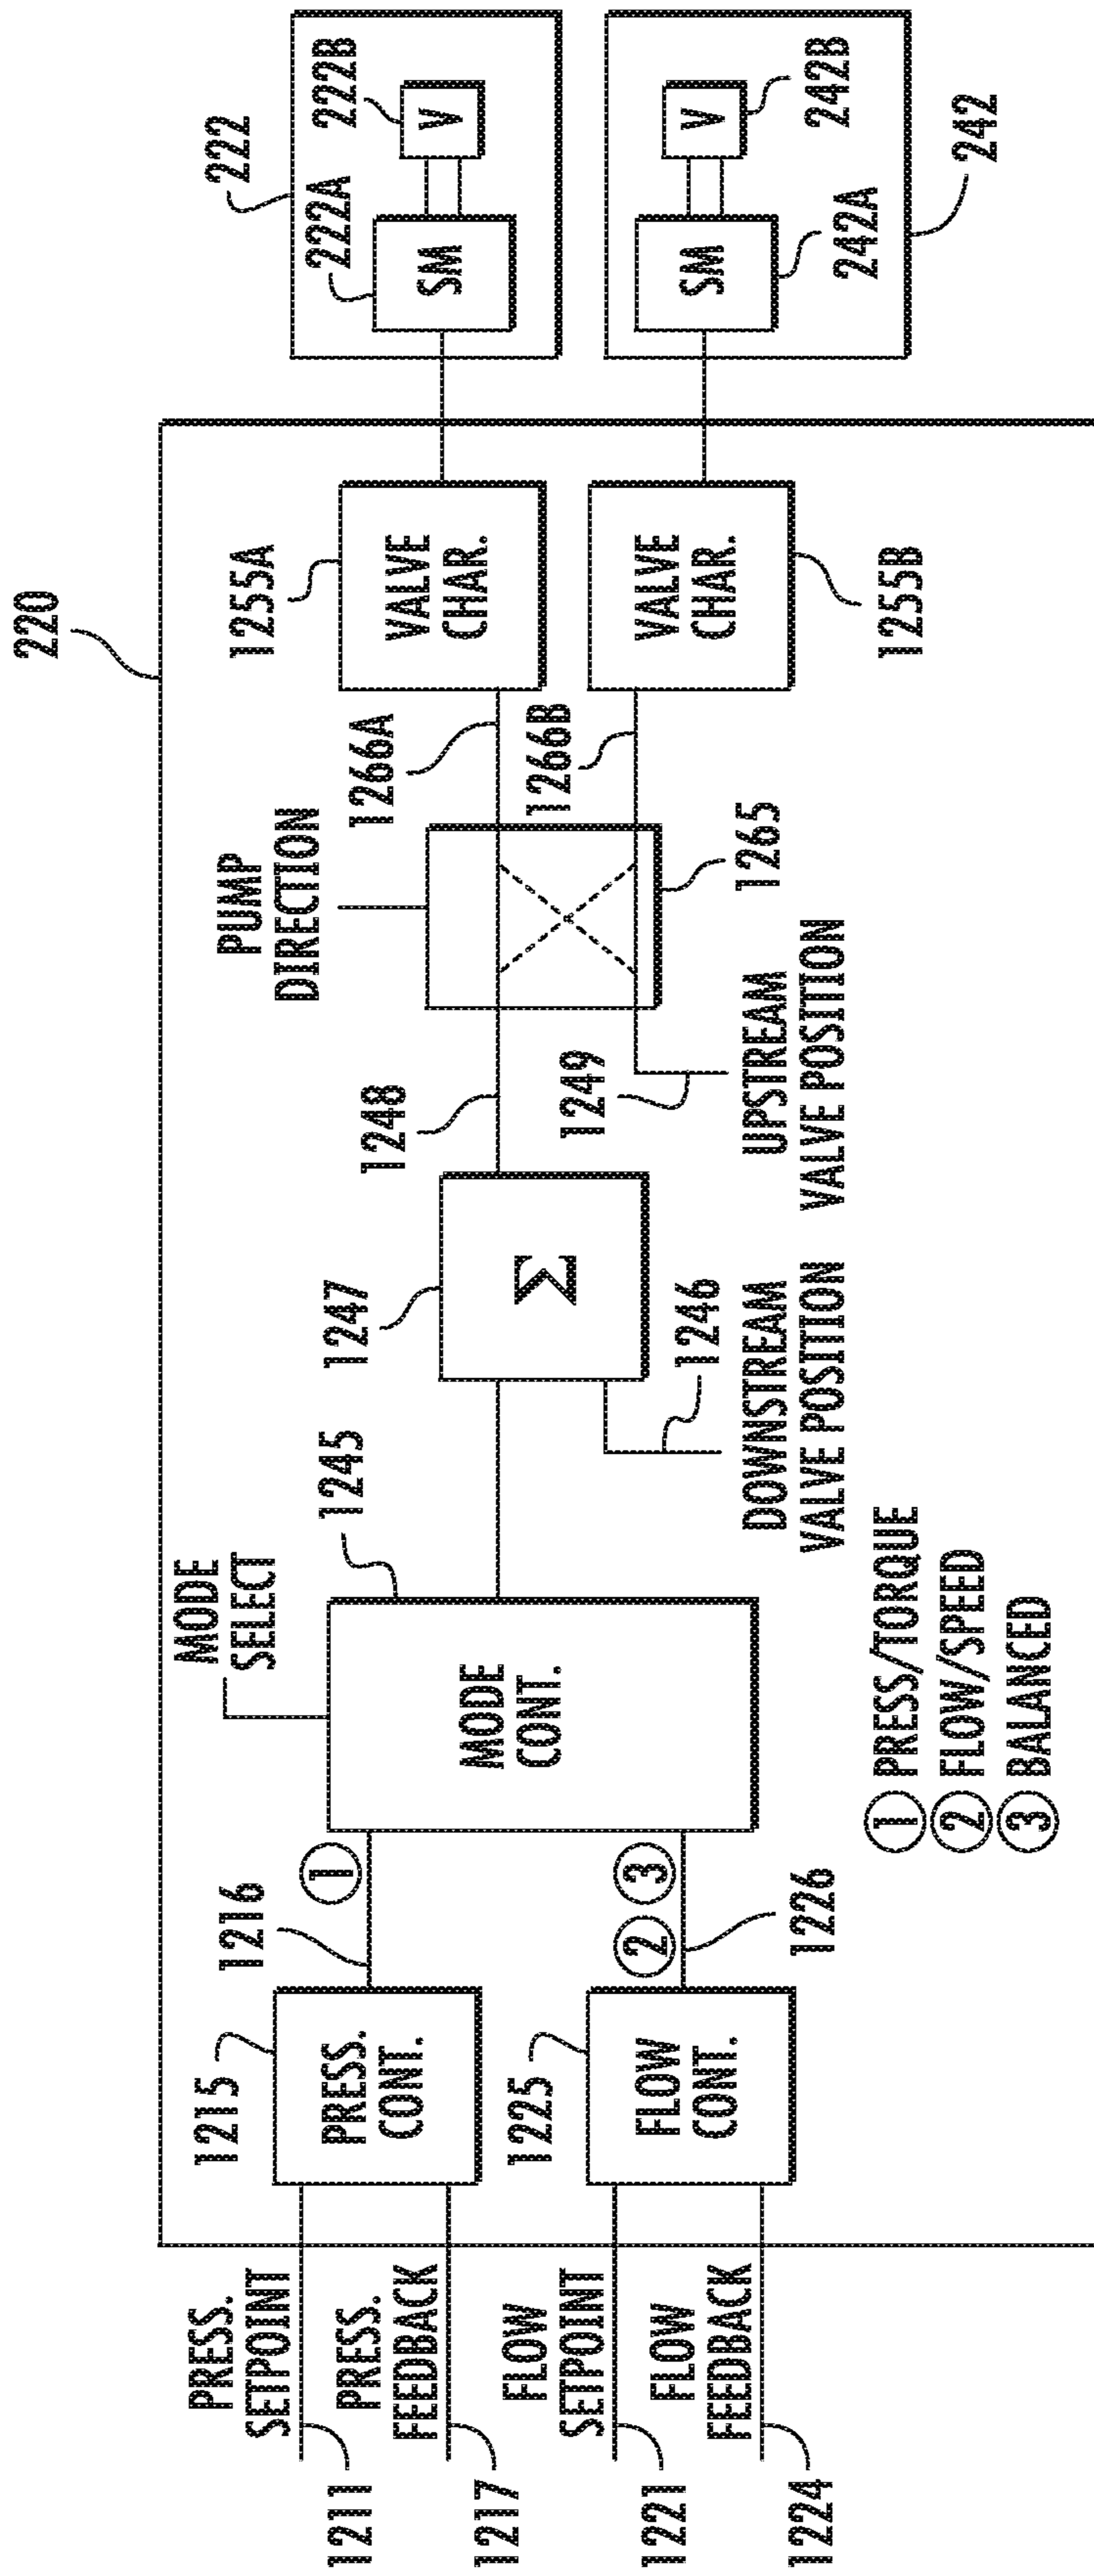 220
PRESS.
SETPOINT
1211
PRESS.
FEEDBACK
1217
FLOW
SETPOINT
1221
FLOW
FEEDBACK
1224
1215
PRESS.
CONT.
1216
①
1225
FLOW
CONT.
② ③
1226
MODE
SELECT
1245
MODE
CONT.
1247
Σ
1246
DOWNSTREAM
VALVE POSITION
1248
1249
UPSTREAM
VALVE POSITION
PUMP
DIRECTION
1265
1266A
1266B
1255A
VALVE
CHAR.
VALVE
CHAR.
1255B
222
222A
SM
222B
V
SM
242A
V
242B
242
① PRESS/TORQUE
② FLOW/SPEED
③ BALANCED